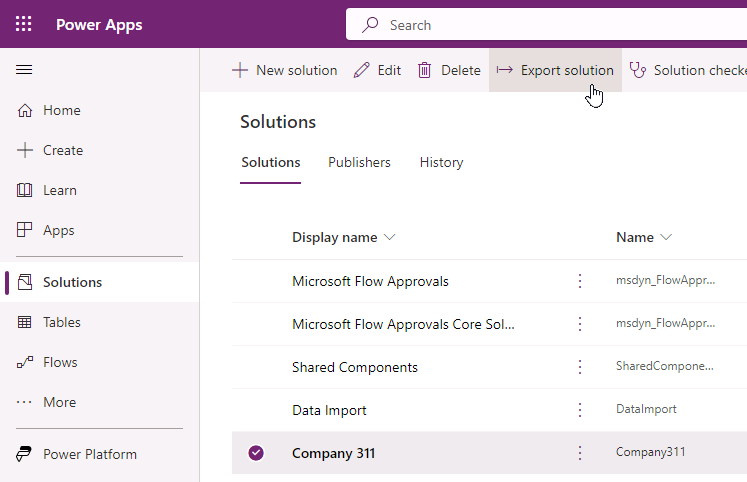 Power Apps
Search
New solution
Edit
Delete
Export solution
Solution checke
Home
Create
Learn
Apps
Solutions
Tables
Flows
More
Power Platform
Solutions
Solutions Publishers History
Display name Name
Microsoft Flow Approvals msdyn_FlowAppr...
Microsoft Flow Approvals Core Sol... msdyn_FlowAppr...
Shared Components SharedCompone...
Data Import DataImport
Company 311 Company311